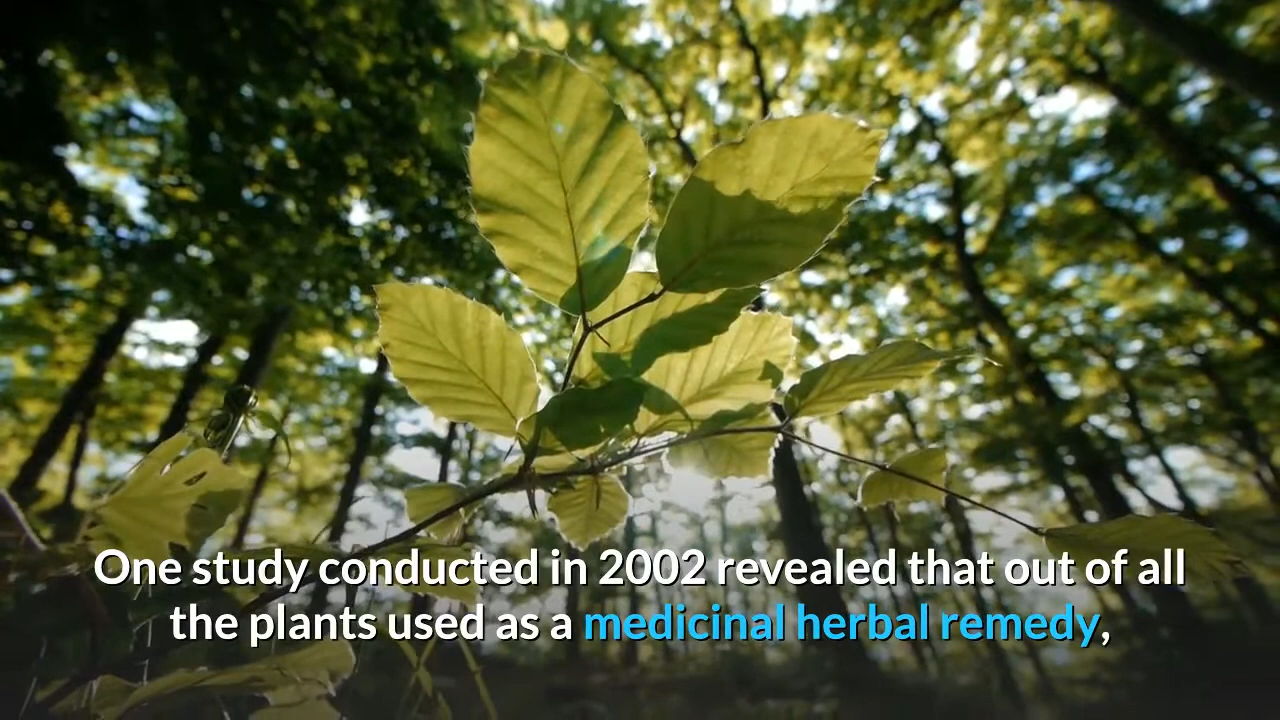 One study conducted in 2002 revealed that out of all
the plants used as a medicinal herbal remedy,